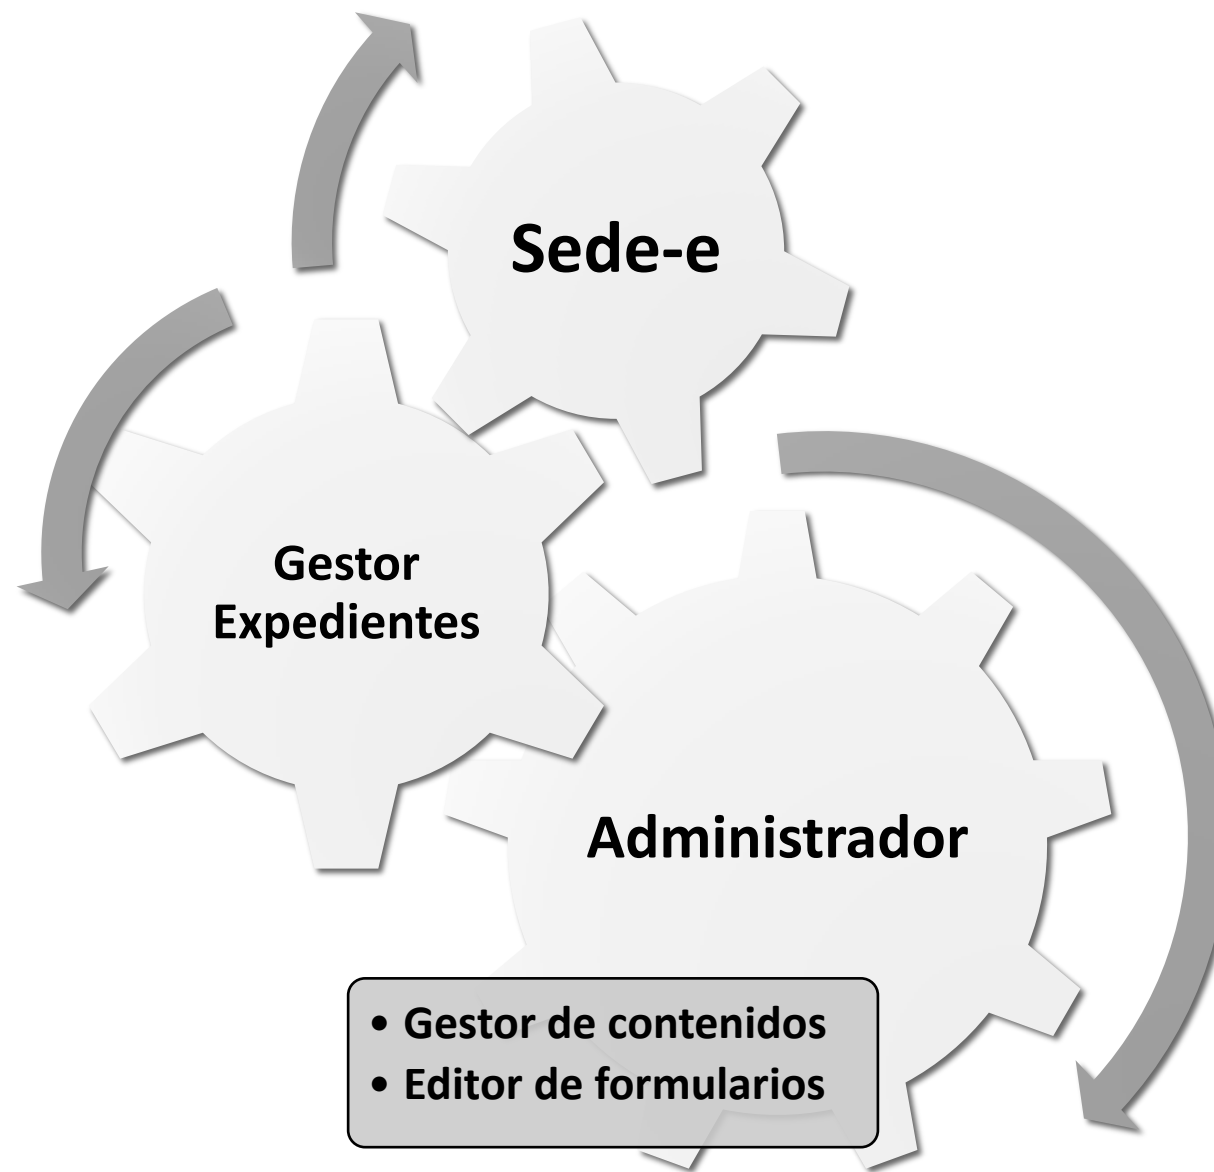 Sede-e
Gestor
Expedientes
Administrador
• Gestor de contenidos
• Editor de formularios